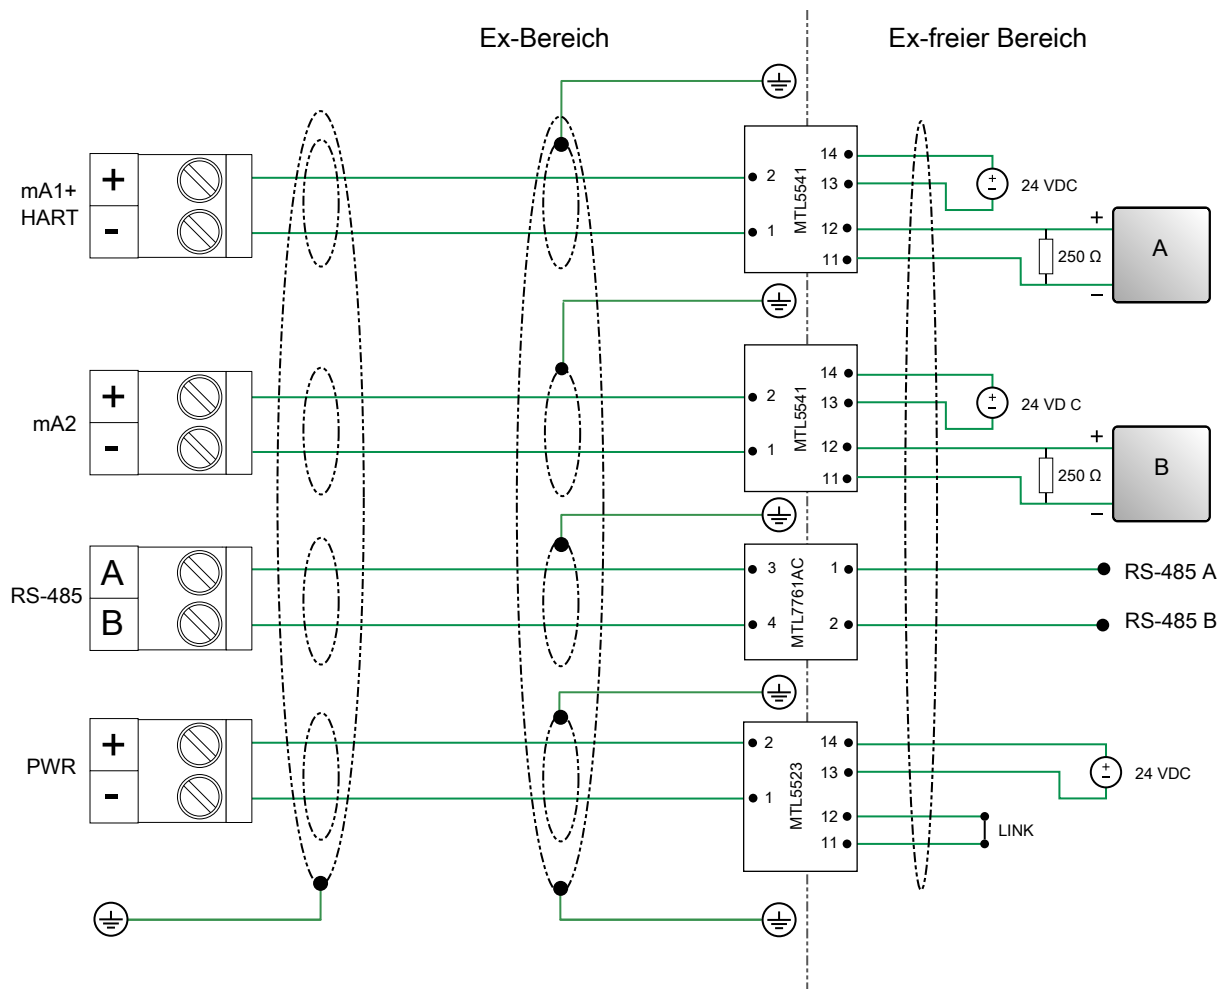 Ex-Bereich
Ex-freier Bereich
mA1+
HART
+
-
2
1
MTL5541
14
13
12
11
+
-
24 VDC
250 Ω
+
–
A
mA2
+
-
2
1
MTL5541
14
13
12
11
+
-
24 VD C
250 Ω
+
–
B
RS-485
A
B
3
4
MTL7761AC
1
2
RS-485 A
RS-485 B
PWR
+
-
2
1
MTL5523
14
13
12
11
+
-
24 VDC
LINK